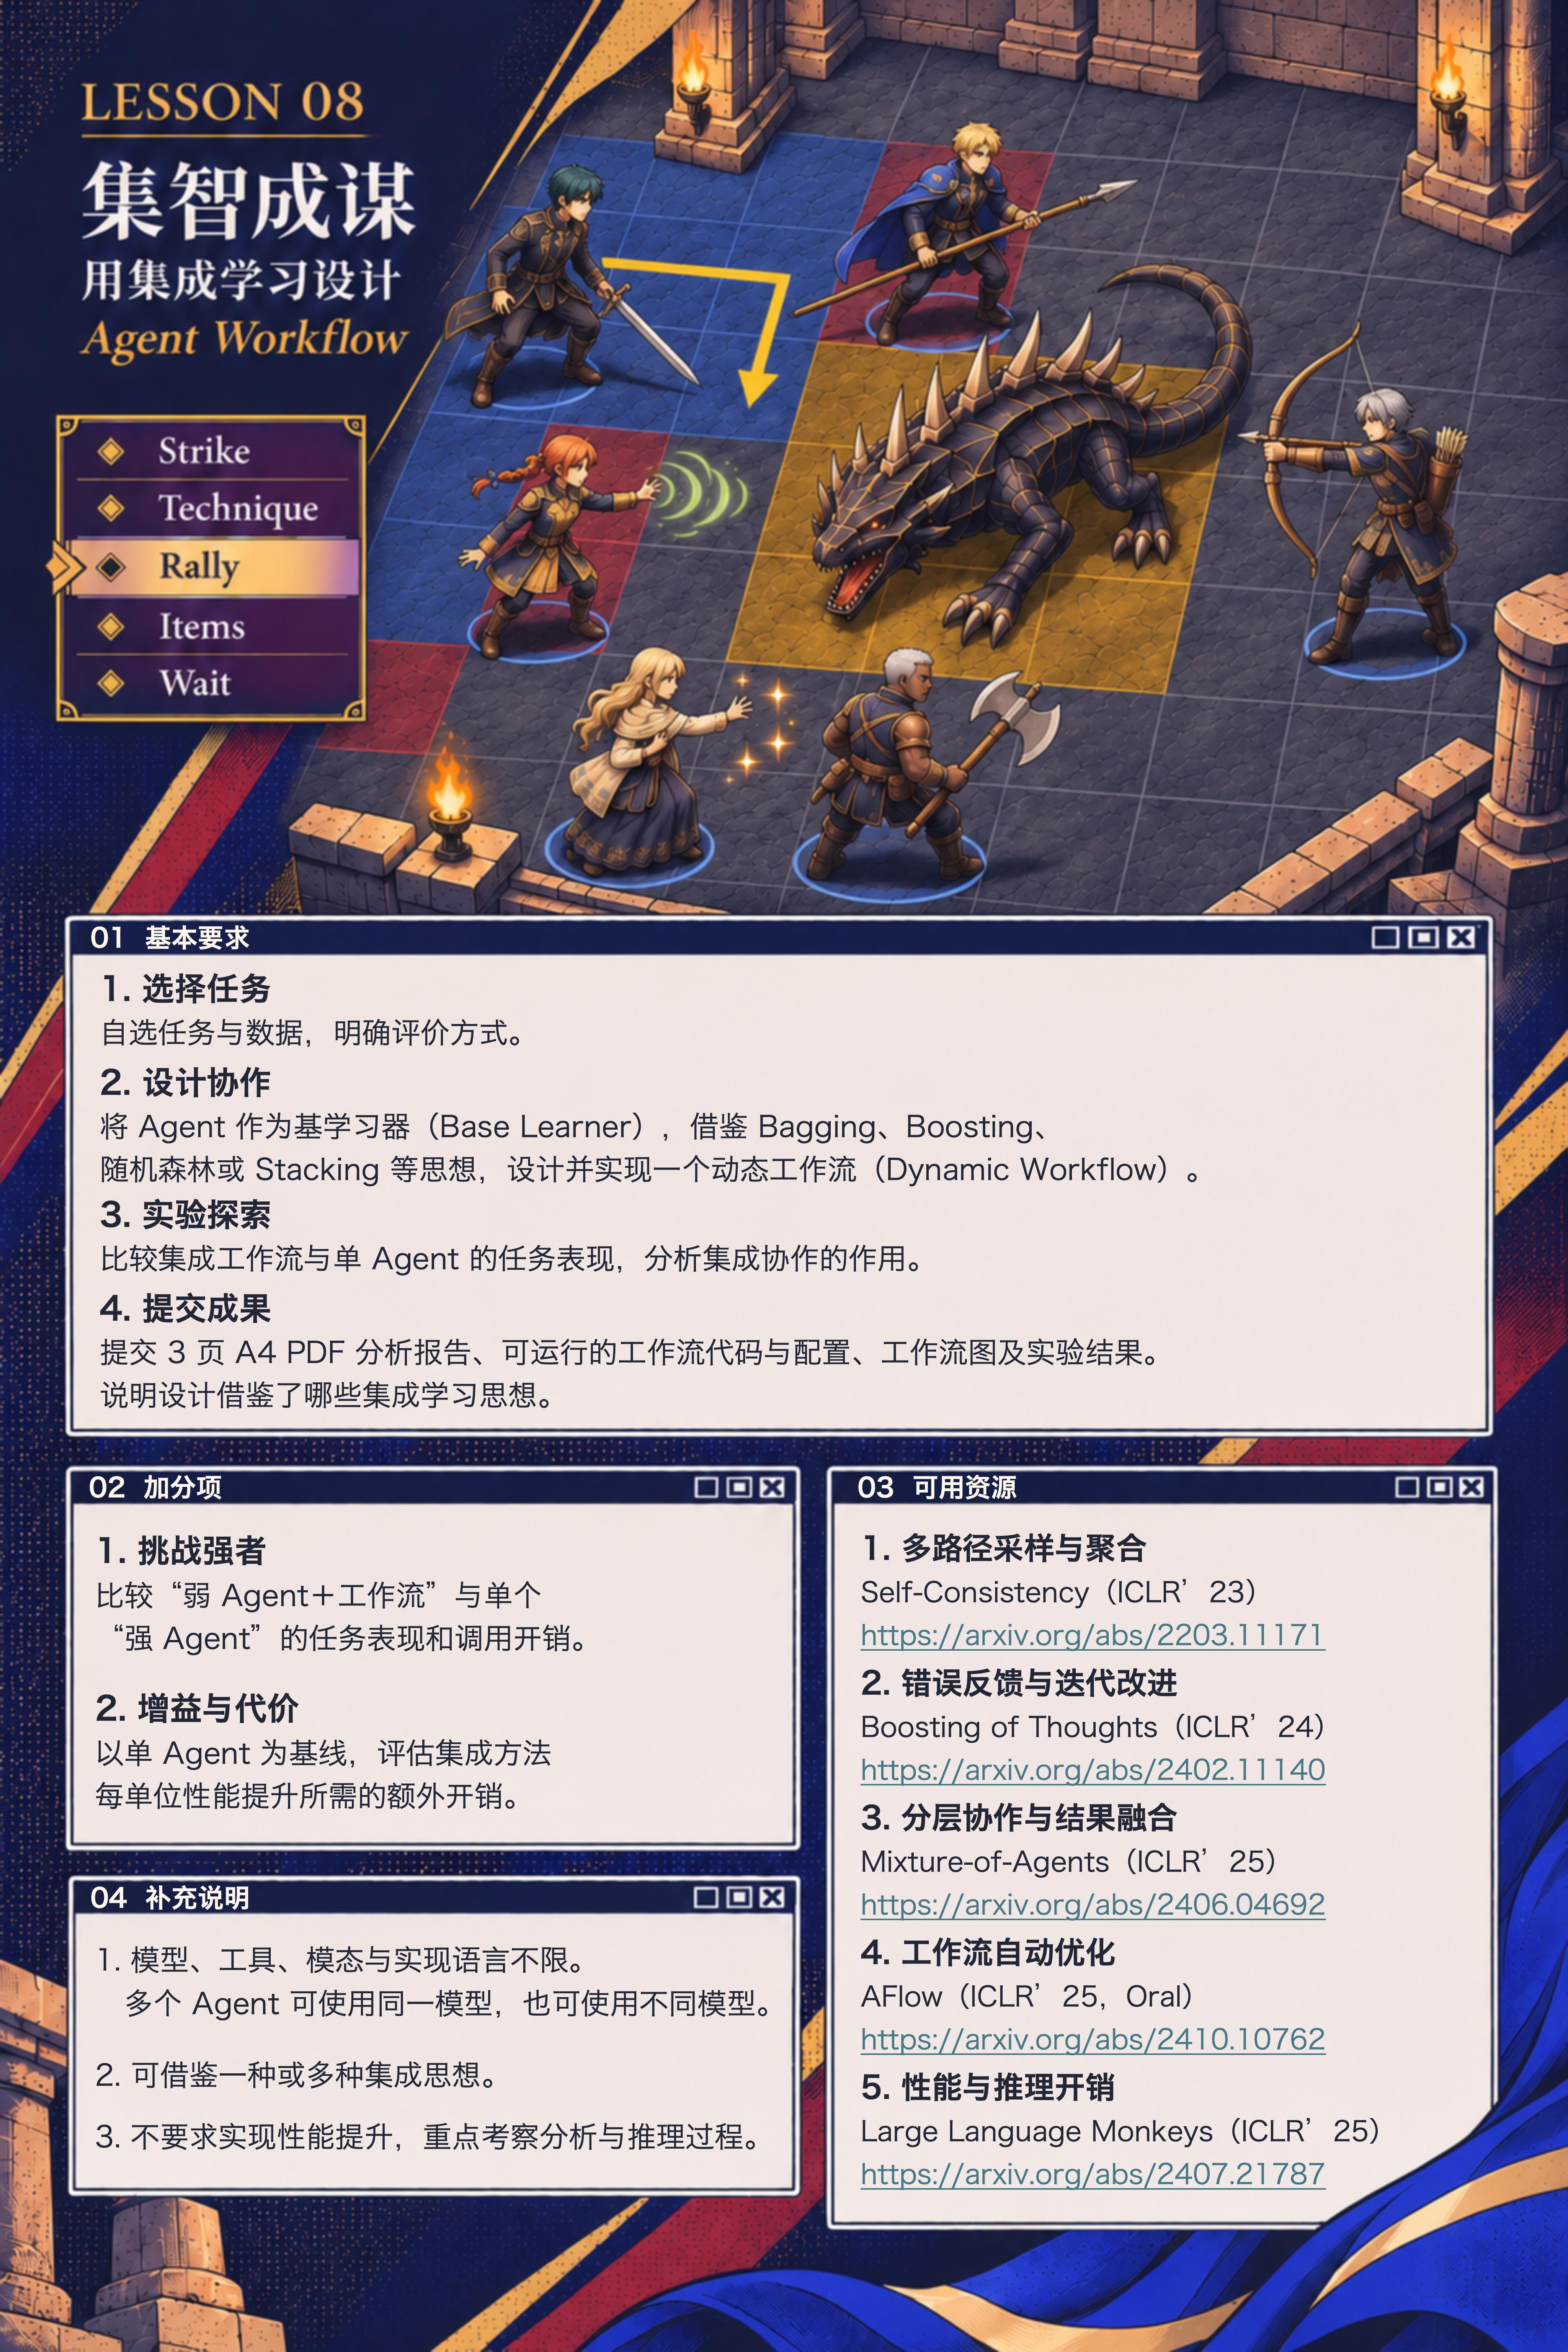 LESSON 08
集智成谋
用集成学习设计
Agent Workflow
Strike
Technique
Rally
Items
Wait
01 基本要求
1. 选择任务
自选任务与数据，明确评价方式。
2. 设计协作
将 Agent 作为基学习器（Base Learner），借鉴 Bagging、Boosting、
随机森林或 Stacking 等思想，设计并实现一个动态工作流（Dynamic Workflow）。
3. 实验探索
比较集成工作流与单 Agent 的任务表现，分析集成协作的作用。
4. 提交成果
提交 3 页 A4 PDF 分析报告、可运行的工作流代码与配置、工作流图及实验结果。
说明设计借鉴了哪些集成学习思想。
02 加分项
1. 挑战强者
比较“弱 Agent＋工作流”与单个
“强 Agent”的任务表现和调用开销。
2. 增益与代价
以单 Agent 为基线，评估集成方法
每单位性能提升所需的额外开销。
03 可用资源
1. 多路径采样与聚合
Self-Consistency（ICLR’23）
https://arxiv.org/abs/2203.11171
2. 错误反馈与迭代改进
Boosting of Thoughts（ICLR’24）
https://arxiv.org/abs/2402.11140
3. 分层协作与结果融合
Mixture-of-Agents（ICLR’25）
https://arxiv.org/abs/2406.04692
4. 工作流自动优化
AFlow（ICLR’25，Oral）
https://arxiv.org/abs/2410.10762
5. 性能与推理开销
Large Language Monkeys（ICLR’25）
https://arxiv.org/abs/2407.21787
04 补充说明
1. 模型、工具、模态与实现语言不限。
多个 Agent 可使用同一模型，也可使用不同模型。
2. 可借鉴一种或多种集成思想。
3. 不要求实现性能提升，重点考察分析与推理过程。